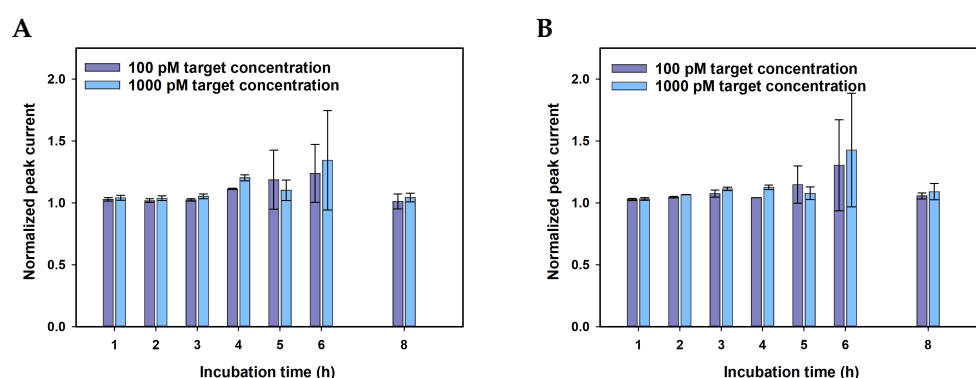 A
Normalized peak current
2.0
1.5
1.0
0.5
0.0
100 pM target concentration
1000 pM target concentration
1 2 3 4 5 6 8
Incubation time (h)
B
Normalized peak current
2.0
1.5
1.0
0.5
0.0
100 pM target concentration
1000 pM target concentration
1 2 3 4 5 6 8
Incubation time (h)